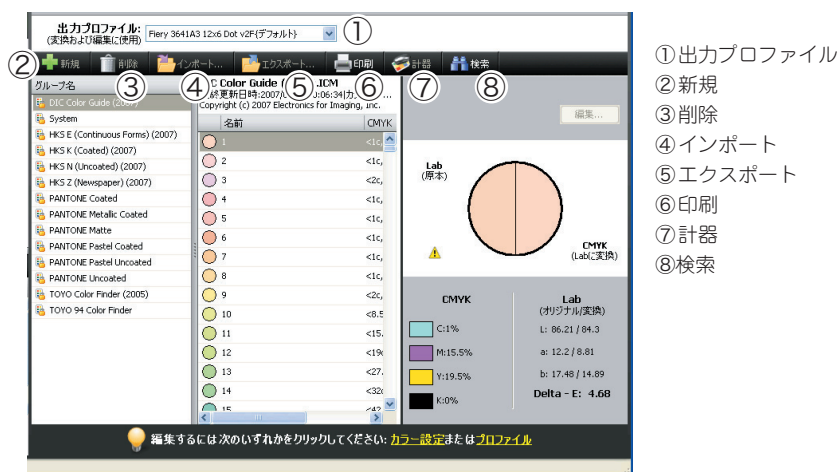 出力プロファイル:
(変換および編集に使用)
Fiery 3641A3 12x6 Dot v2F(デフォルト)
①
②
新規
削除
インポート...
エクスポート...
印刷
計器
検索
③
④
⑤
⑥
⑦
⑧
グループ名
DIC Color Guide (2007)
System
HKS E (Continuous Forms) (2007)
HKS K (Coated) (2007)
HKS N (Uncoated) (2007)
HKS Z (Newspaper) (2007)
PANTONE Coated
PANTONE Metallic Coated
PANTONE Matte
PANTONE Pastel Coated
PANTONE Pastel Uncoated
PANTONE Uncoated
TOYO Color Finder (2005)
TOYO 94 Color Finder
Color Guide .ICM
Copyright (c) 2007 Electronics for Imaging, Inc.
名前 CMYK
1 <1c,
2 <1c,
3 <2c,
4 <1c,
5 <1c,
6 <1c,
7 <1c,
8 <1c,
9 <2c,
10 <8.5
11 <15.
12 <19c
13 <27.
14 <32c
15 <42
編集...
Lab
(原本)
CMYK
(Labに変換)
CMYK
C:1%
M:15.5%
Y:19.5%
K:0%
Lab
(オリジナル/変換)
L: 86.21 / 84.3
a: 12.2 / 8.81
b: 17.48 / 14.89
Delta - E: 4.68
編集するには次のいずれかをクリックしてください: カラー設定またはプロファイル
①出力プロファイル
②新規
③削除
④インポート
⑤エクスポート
⑥印刷
⑦計器
⑧検索